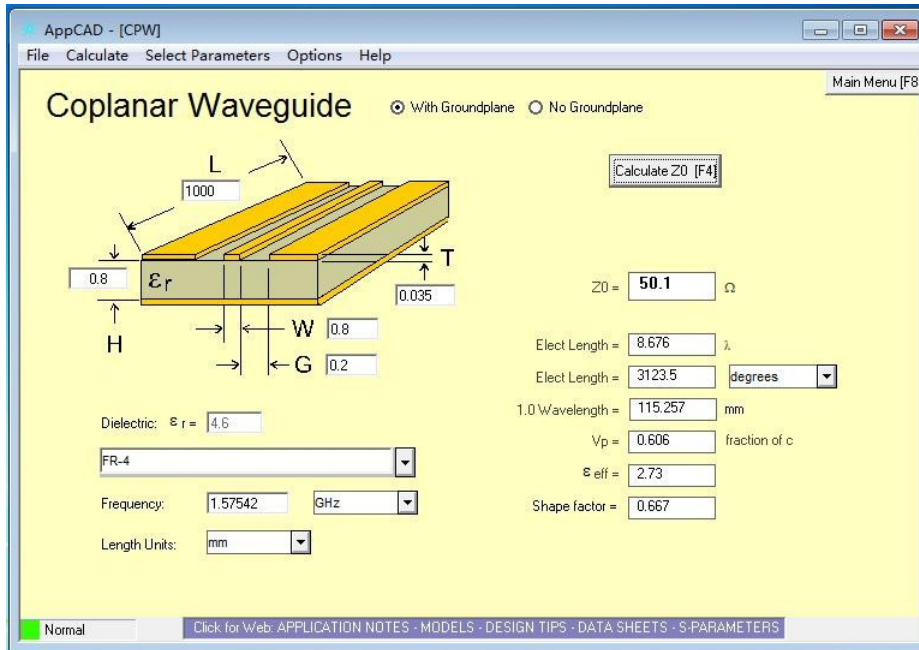 AppCAD - [CPW]
File Calculate Select Parameters Options Help
Main Menu [F8
Coplanar Waveguide
With Groundplane No Groundplane
Calculate Z0 [F4]
L
1000
T
0.035
0.8
εr
H
W 0.8
G 0.2
Z0 = 50.1 Ω
Elect Length = 8.676 λ
Elect Length = 3123.5 degrees
1.0 Wavelength = 115.257 mm
Vp = 0.606 fraction of c
ε eff = 2.73
Shape factor = 0.667
Dielectric: ε r = 4.6
FR-4
Frequency: 1.57542 GHz
Length Units: mm
Normal
Click for Web: APPLICATION NOTES - MODELS - DESIGN TIPS - DATA SHEETS - S-PARAMETERS